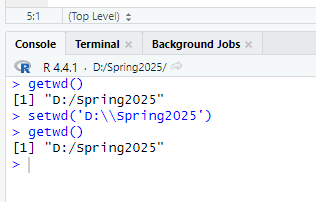 5:1 (Top Level)
Console Terminal × Background Jobs ×
R R 4.4.1 · D:/Spring2025/
> getwd()
[1] "D:/Spring2025"
> setwd('D:\\Spring2025')
> getwd()
[1] "D:/Spring2025"
>